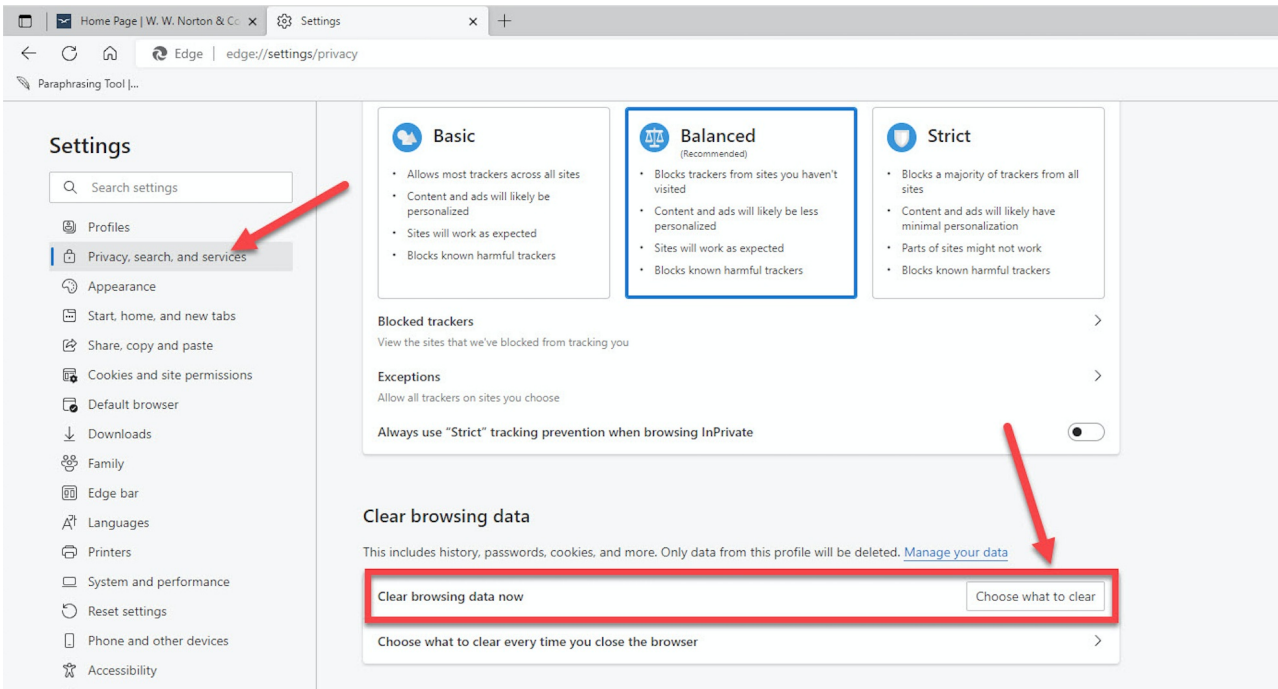 Home Page | W. W. Norton & Co
Settings
Edge | edge://settings/privacy
Paraphrasing Tool |...
Settings
Search settings
Profiles
Privacy, search, and services
Appearance
Start, home, and new tabs
Share, copy and paste
Cookies and site permissions
Default browser
Downloads
Family
Edge bar
Languages
Printers
System and performance
Reset settings
Phone and other devices
Accessibility
Basic
• Allows most trackers across all sites
• Content and ads will likely be
personalized
• Sites will work as expected
• Blocks known harmful trackers
Balanced
(Recommended)
• Blocks trackers from sites you haven't
visited
• Content and ads will likely be less
personalized
• Sites will work as expected
• Blocks known harmful trackers
Strict
• Blocks a majority of trackers from all
sites
• Content and ads will likely have
minimal personalization
• Parts of sites might not work
• Blocks known harmful trackers
Blocked trackers
View the sites that we've blocked from tracking you
Exceptions
Allow all trackers on sites you choose
Always use "Strict" tracking prevention when browsing InPrivate
Clear browsing data
This includes history, passwords, cookies, and more. Only data from this profile will be deleted. Manage your data
Clear browsing data now
Choose what to clear
Choose what to clear every time you close the browser